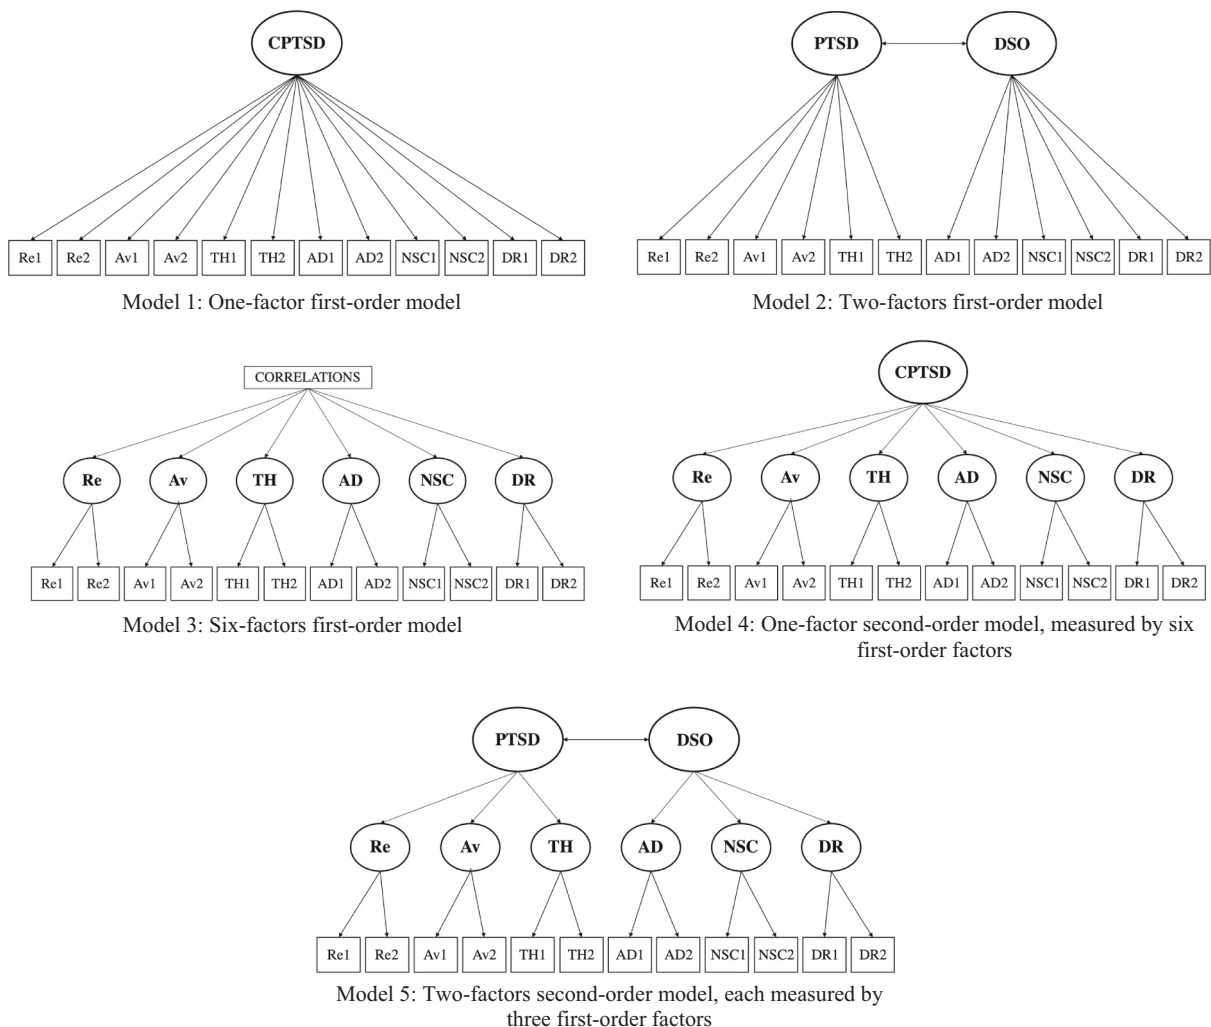 CPTSD
Re1 Re2 Av1 Av2 TH1 TH2 AD1 AD2 NSC1 NSC2 DR1 DR2
Model 1: One-factor first-order model
PTSD DSO
Re1 Re2 Av1 Av2 TH1 TH2 AD1 AD2 NSC1 NSC2 DR1 DR2
Model 2: Two-factors first-order model
CORRELATIONS
Re Av TH AD NSC DR
Re1 Re2 Av1 Av2 TH1 TH2 AD1 AD2 NSC1 NSC2 DR1 DR2
Model 3: Six-factors first-order model
CPTSD
Re Av TH AD NSC DR
Re1 Re2 Av1 Av2 TH1 TH2 AD1 AD2 NSC1 NSC2 DR1 DR2
Model 4: One-factor second-order model, measured by six
first-order factors
PTSD DSO
Re Av TH AD NSC DR
Re1 Re2 Av1 Av2 TH1 TH2 AD1 AD2 NSC1 NSC2 DR1 DR2
Model 5: Two-factors second-order model, each measured by
three first-order factors